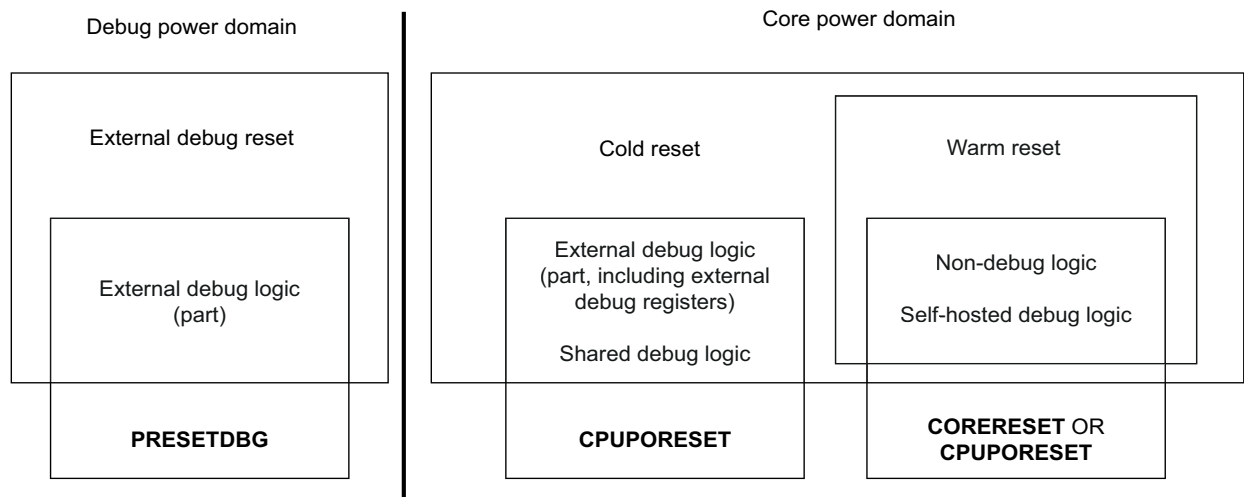 Debug power domain
Core power domain
External debug reset
Cold reset
Warm reset
External debug logic
(part)
External debug logic
(part, including external
debug registers)
Shared debug logic
Non-debug logic
Self-hosted debug logic
PRESETDBG
CPUPORESET
CORERESET OR
CPUPORESET